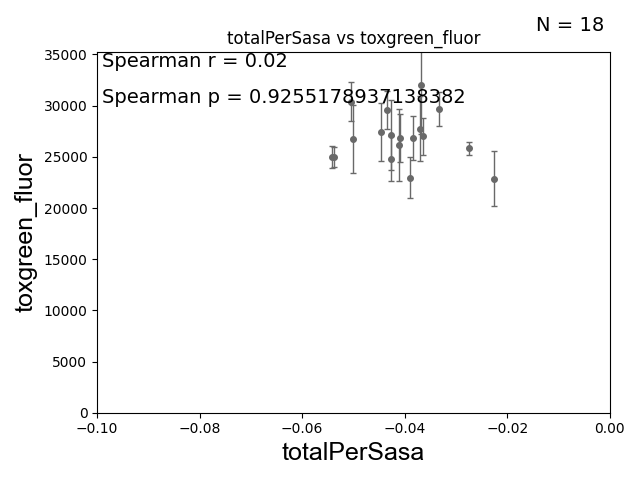 N = 18
totalPerSasa vs toxgreen_fluor
Spearman r = 0.02
Spearman p = 0.9255178937138382
35000
30000
25000
20000
15000
10000
5000
0
toxgreen_fluor
−0.10 −0.08 −0.06 −0.04 −0.02 0.00
totalPerSasa